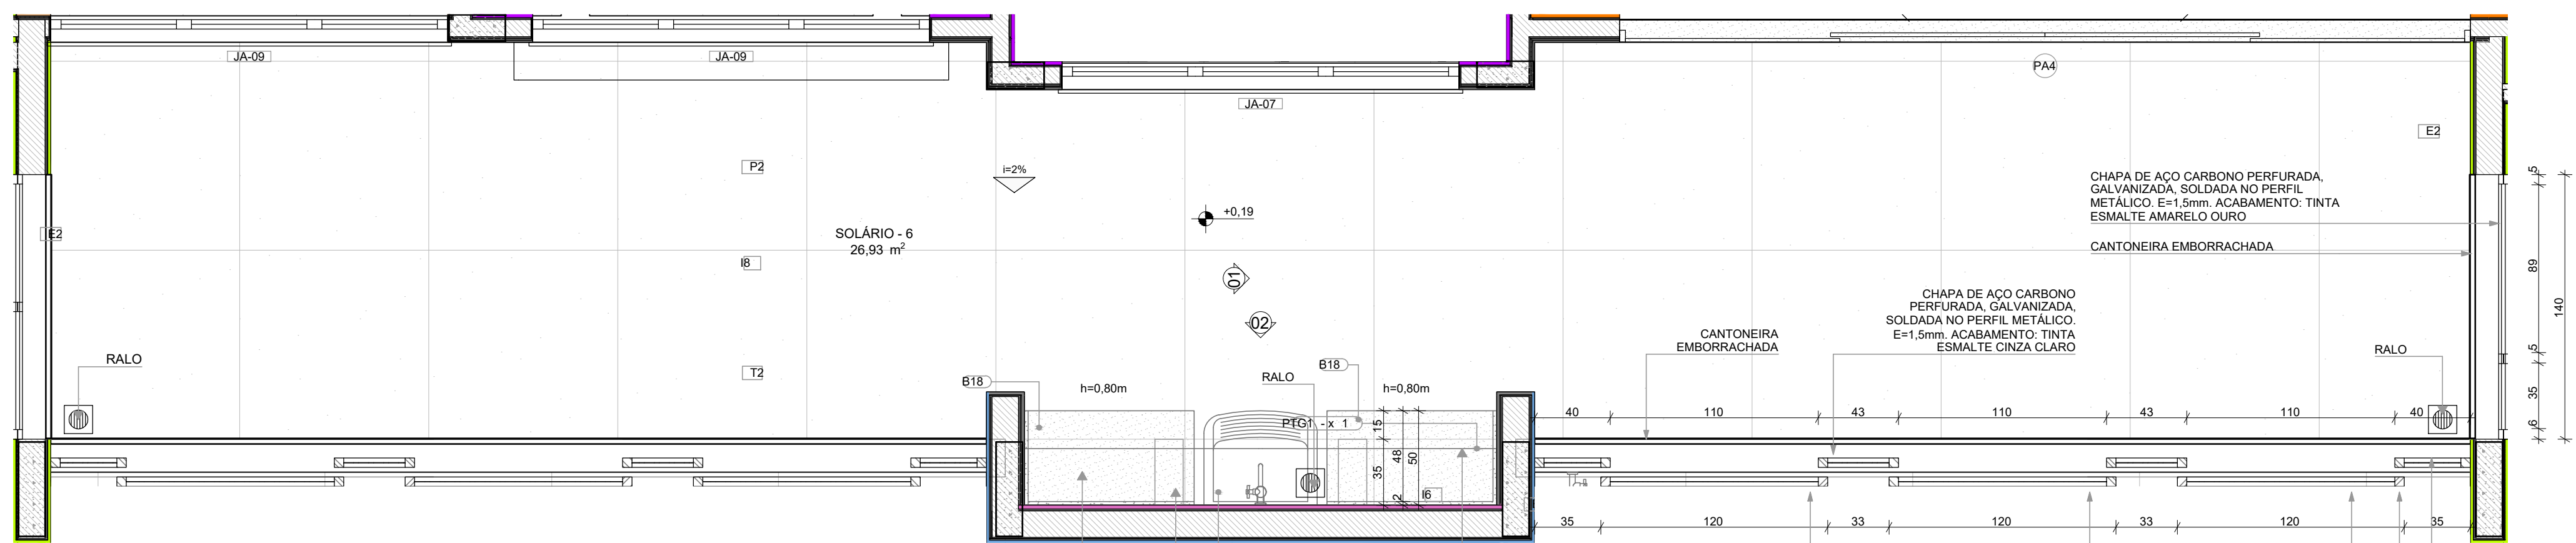 JA-09
JA-09
JA-07
PA4
E2
P2
i=2%
+0,19
SOLÁRIO - 6
26,93 m²
E2
I8
01
02
CHAPA DE AÇO CARBONO PERFURADA,
GALVANIZADA, SOLDADA NO PERFIL
METÁLICO. E=1,5mm. ACABAMENTO: TINTA
ESMALTE AMARELO OURO
CANTONEIRA EMBORRACHADA
CHAPA DE AÇO CARBONO
PERFURADA, GALVANIZADA,
SOLDADA NO PERFIL METÁLICO.
E=1,5mm. ACABAMENTO: TINTA
ESMALTE CINZA CLARO
CANTONEIRA
EMBORRACHADA
RALO
RALO
RALO
T2
B18
B18
h=0,80m
h=0,80m
PTG1 - x 1
I6
15
35
48
2
50
40
110
43
110
43
110
40
35
120
33
120
33
120
35
5
89
5
35
6
140